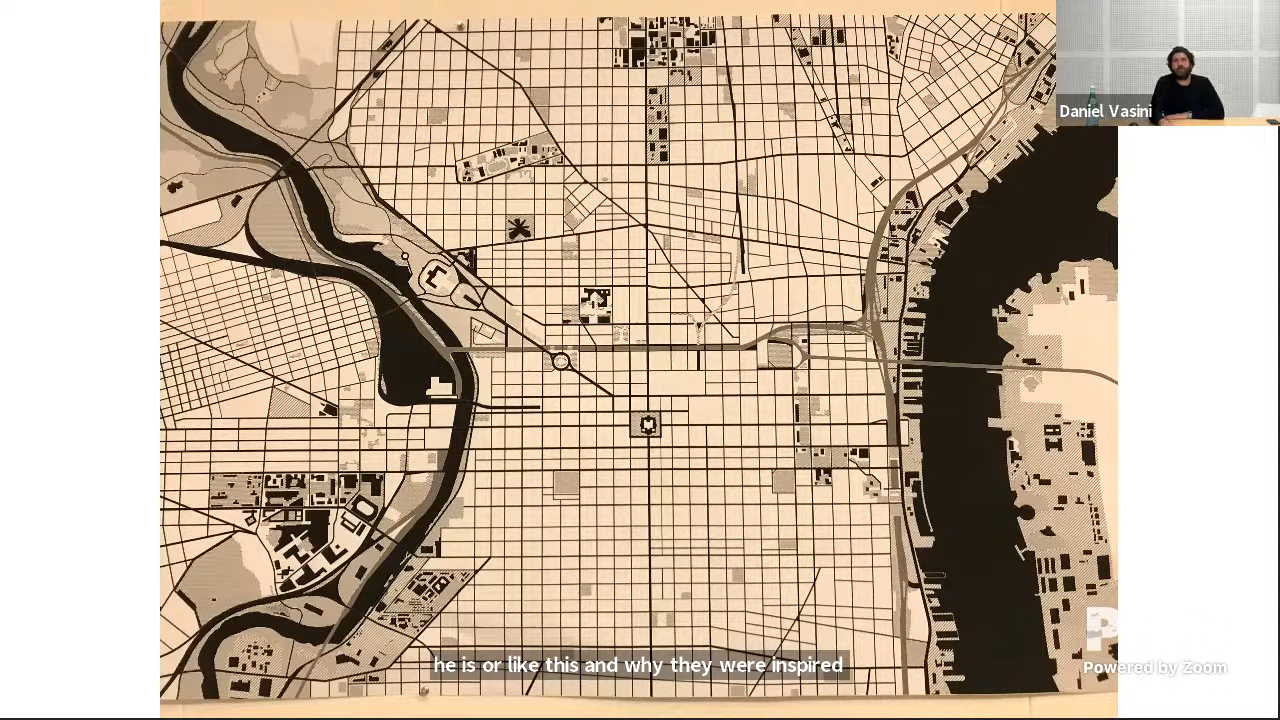 Daniel Vasini
he is or like this and why they were inspired
P
Powered by Zoom